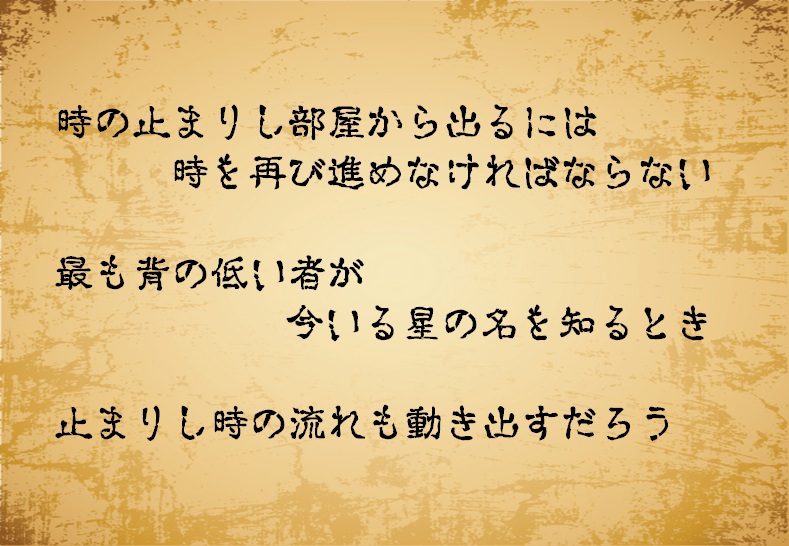 時の止まりし部屋から出るには
時を再び進めなければならない
最も背の低い者が
今いる星の名を知るとき
止まりし時の流れも動き出すだろう